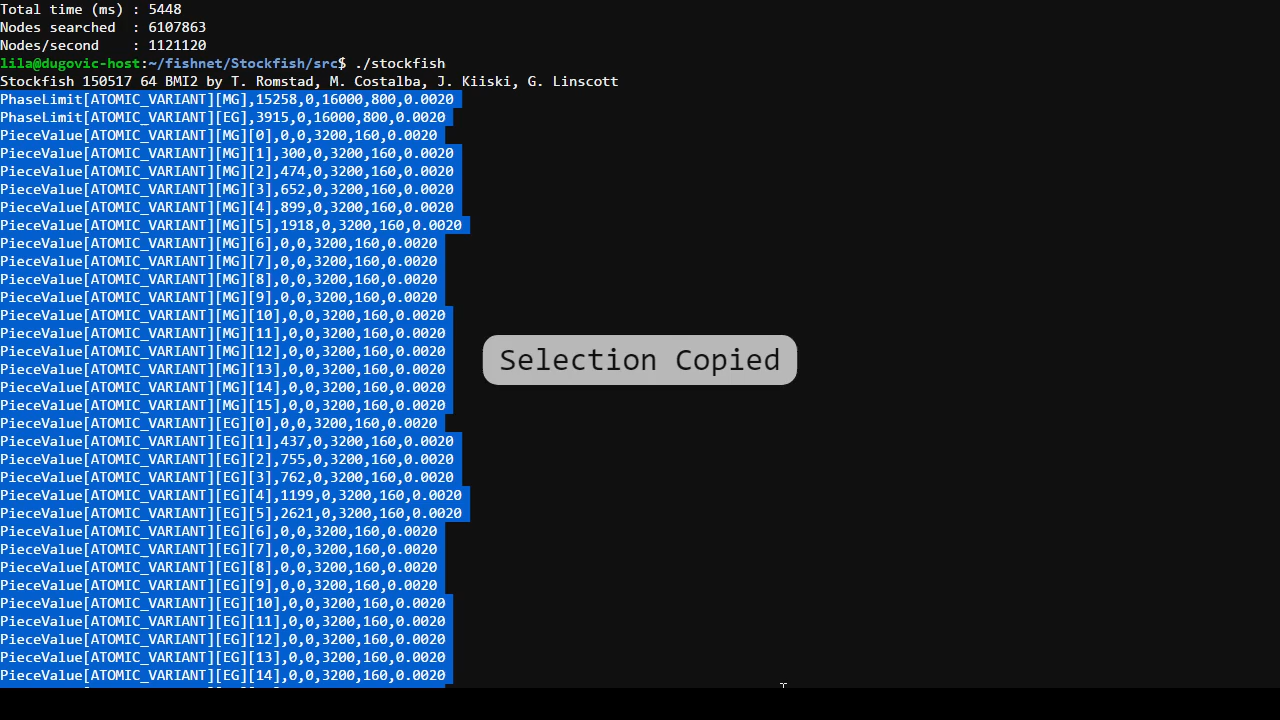 Total time (ms) : 5448
Nodes searched  : 6107863
Nodes/second    : 1121120
lila@dugovic-host:~/fishnet/Stockfish/src$ ./stockfish
Stockfish 150517 64 BMI2 by T. Romstad, M. Costalba, J. Kiiski, G. Linscott
PhaseLimit[ATOMIC_VARIANT][MG],15258,0,16000,800,0.0020
PhaseLimit[ATOMIC_VARIANT][EG],3915,0,16000,800,0.0020
PieceValue[ATOMIC_VARIANT][MG][0],0,0,3200,160,0.0020
PieceValue[ATOMIC_VARIANT][MG][1],300,0,3200,160,0.0020
PieceValue[ATOMIC_VARIANT][MG][2],474,0,3200,160,0.0020
PieceValue[ATOMIC_VARIANT][MG][3],652,0,3200,160,0.0020
PieceValue[ATOMIC_VARIANT][MG][4],899,0,3200,160,0.0020
PieceValue[ATOMIC_VARIANT][MG][5],1918,0,3200,160,0.0020
PieceValue[ATOMIC_VARIANT][MG][6],0,0,3200,160,0.0020
PieceValue[ATOMIC_VARIANT][MG][7],0,0,3200,160,0.0020
PieceValue[ATOMIC_VARIANT][MG][8],0,0,3200,160,0.0020
PieceValue[ATOMIC_VARIANT][MG][9],0,0,3200,160,0.0020
PieceValue[ATOMIC_VARIANT][MG][10],0,0,3200,160,0.0020
PieceValue[ATOMIC_VARIANT][MG][11],0,0,3200,160,0.0020
PieceValue[ATOMIC_VARIANT][MG][12],0,0,3200,160,0.0020
Selection Copied
PieceValue[ATOMIC_VARIANT][MG][13],0,0,3200,160,0.0020
PieceValue[ATOMIC_VARIANT][MG][14],0,0,3200,160,0.0020
PieceValue[ATOMIC_VARIANT][MG][15],0,0,3200,160,0.0020
PieceValue[ATOMIC_VARIANT][EG][0],0,0,3200,160,0.0020
PieceValue[ATOMIC_VARIANT][EG][1],437,0,3200,160,0.0020
PieceValue[ATOMIC_VARIANT][EG][2],755,0,3200,160,0.0020
PieceValue[ATOMIC_VARIANT][EG][3],762,0,3200,160,0.0020
PieceValue[ATOMIC_VARIANT][EG][4],1199,0,3200,160,0.0020
PieceValue[ATOMIC_VARIANT][EG][5],2621,0,3200,160,0.0020
PieceValue[ATOMIC_VARIANT][EG][6],0,0,3200,160,0.0020
PieceValue[ATOMIC_VARIANT][EG][7],0,0,3200,160,0.0020
PieceValue[ATOMIC_VARIANT][EG][8],0,0,3200,160,0.0020
PieceValue[ATOMIC_VARIANT][EG][9],0,0,3200,160,0.0020
PieceValue[ATOMIC_VARIANT][EG][10],0,0,3200,160,0.0020
PieceValue[ATOMIC_VARIANT][EG][11],0,0,3200,160,0.0020
PieceValue[ATOMIC_VARIANT][EG][12],0,0,3200,160,0.0020
PieceValue[ATOMIC_VARIANT][EG][13],0,0,3200,160,0.0020
PieceValue[ATOMIC_VARIANT][EG][14],0,0,3200,160,0.0020